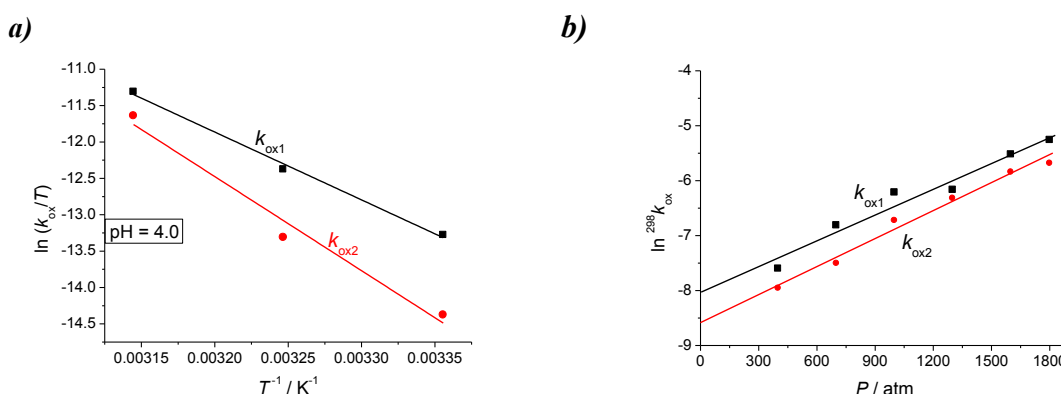 a)
-11.0
-11.5
-12.0
-12.5
-13.0
-13.5
-14.0
-14.5
ln (kox/T)
kox1
kox2
pH = 4.0
0.00315 0.00320 0.00325 0.00330 0.00335
T-1 / K-1
b)
-4
-5
-6
-7
-8
-9
ln 298kox
kox1
kox2
0 300 600 900 1200 1500 1800
P / atm